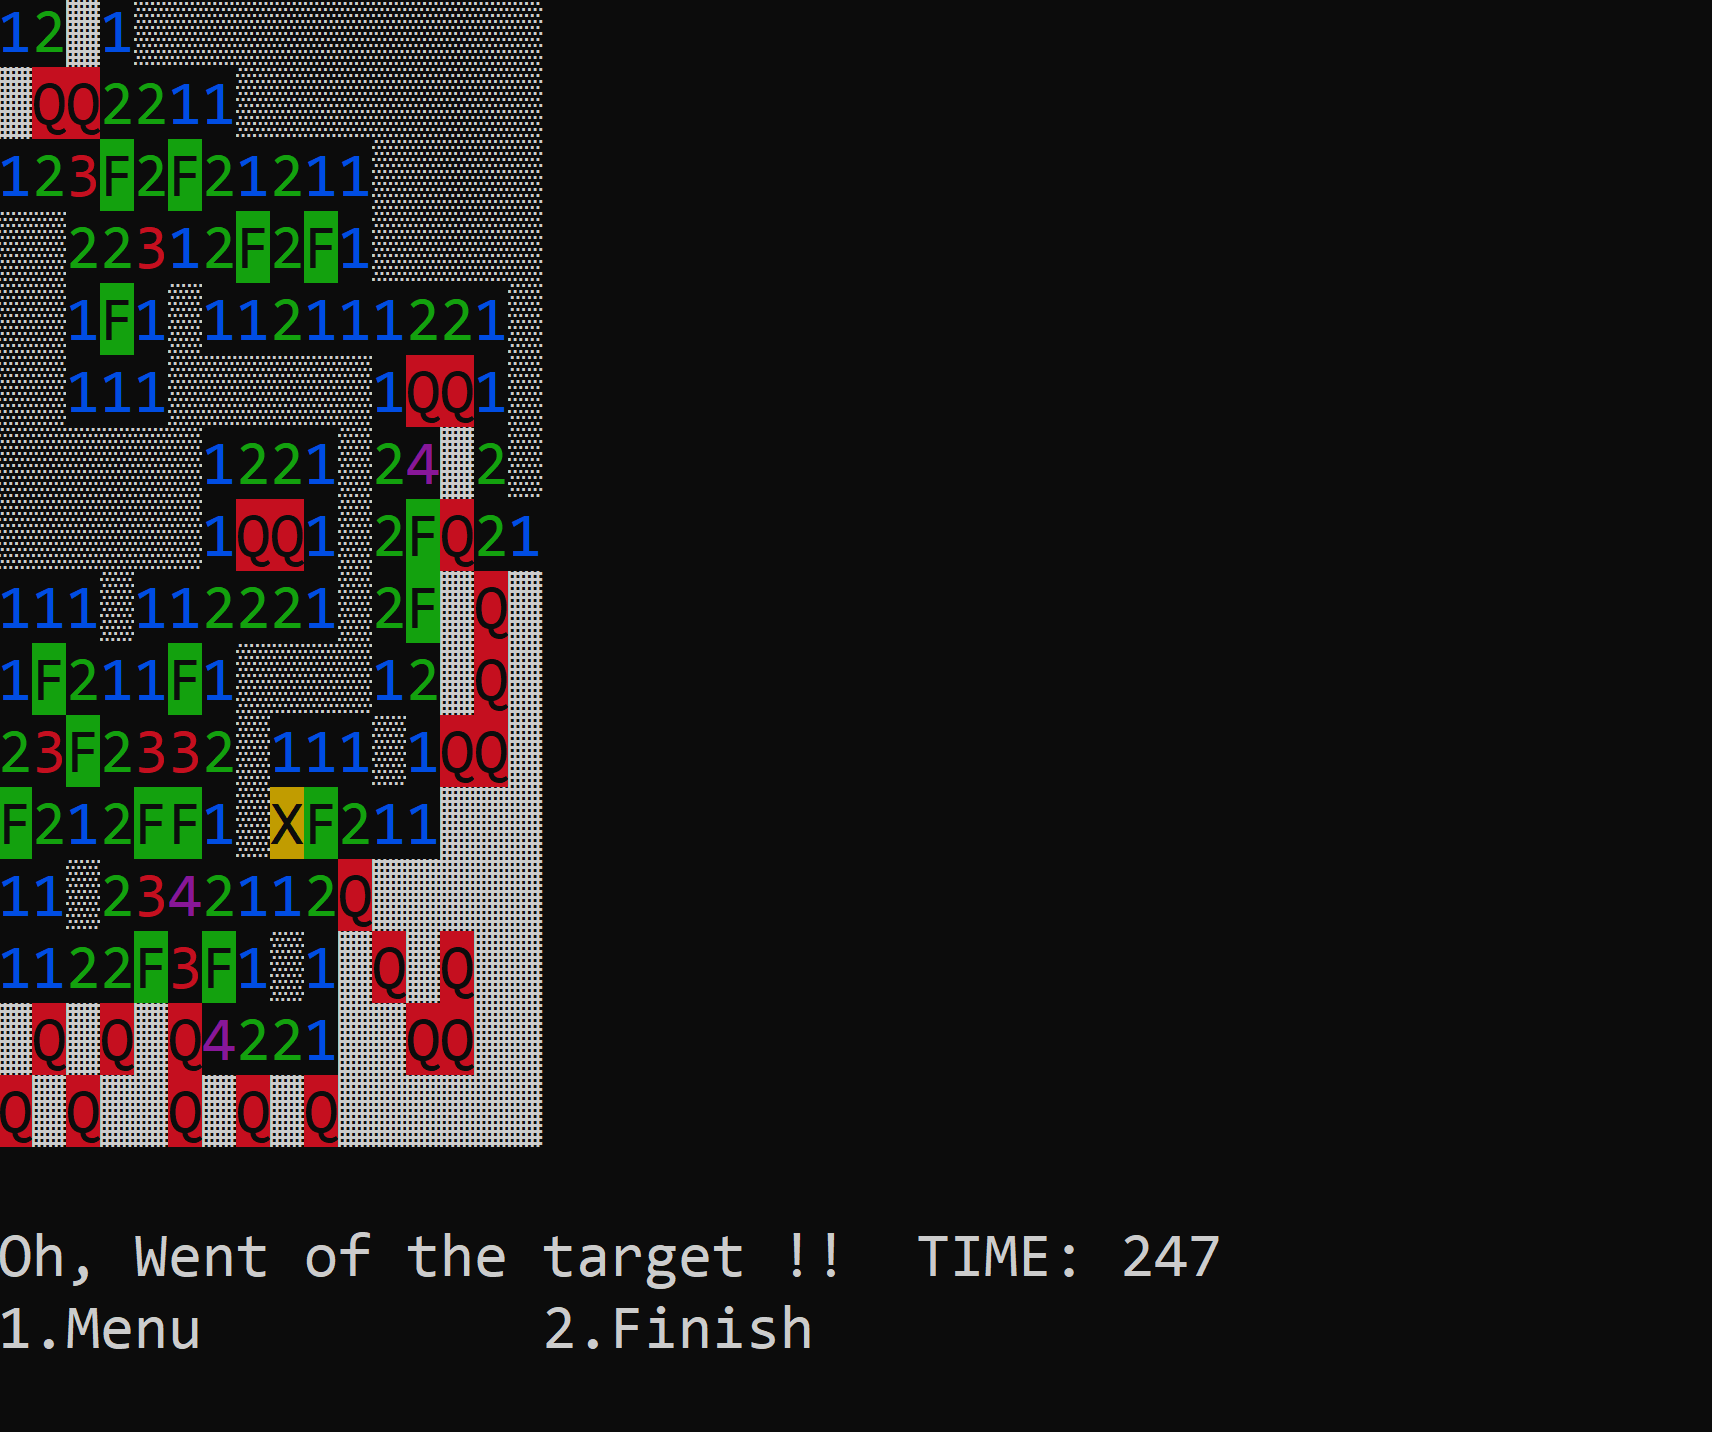 12 1
QQ2211
123F2F21211
22312F2F1
1F1 112111221
111 1QQ1
1221 24 2
1QQ1 2FQ21
111 112221 2F Q
1F211F1 12 Q
23F2332 111 1QQ
F212FF1 XF211
11 2342112Q
1122F3F1 1 Q Q
Q Q Q4221 QQ
Q Q Q Q Q
Oh, Went of the target !! TIME: 247
1.Menu 2.Finish